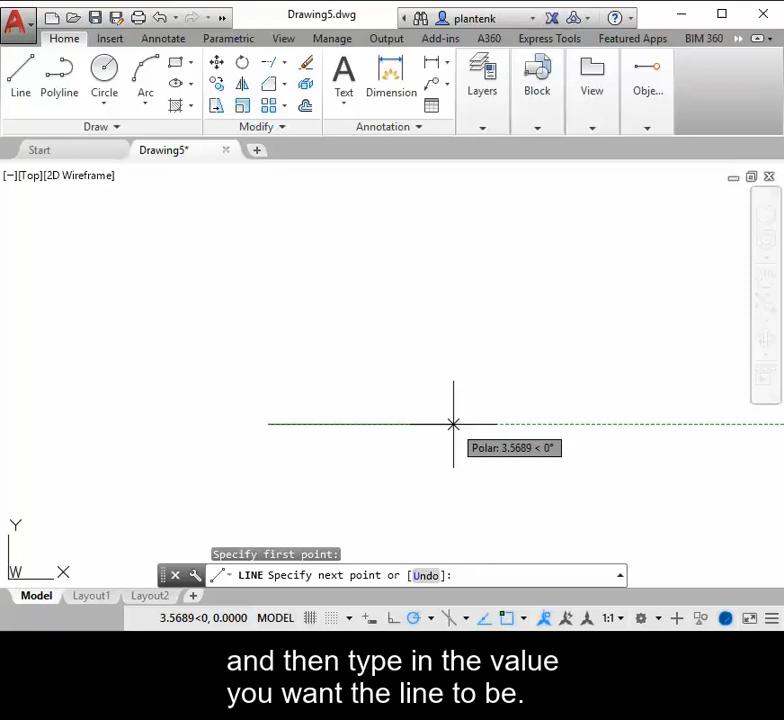 Drawing5.dwg
plantenk
Home Insert Annotate Parametric View Manage Output Add-ins A360 Express Tools Featured Apps BIM 360
Line Polyline Circle Arc Text Dimension Layers Block View Obje...
Draw Modify Annotation
Start Drawing5*
[−][Top][2D Wireframe]
Polar: 3.5689 < 0°
Y
W X
Specify first point:
LINE Specify next point or [Undo]:
Model Layout1 Layout2
3.5689<0, 0.0000 MODEL 1:1
and then type in the value
you want the line to be.